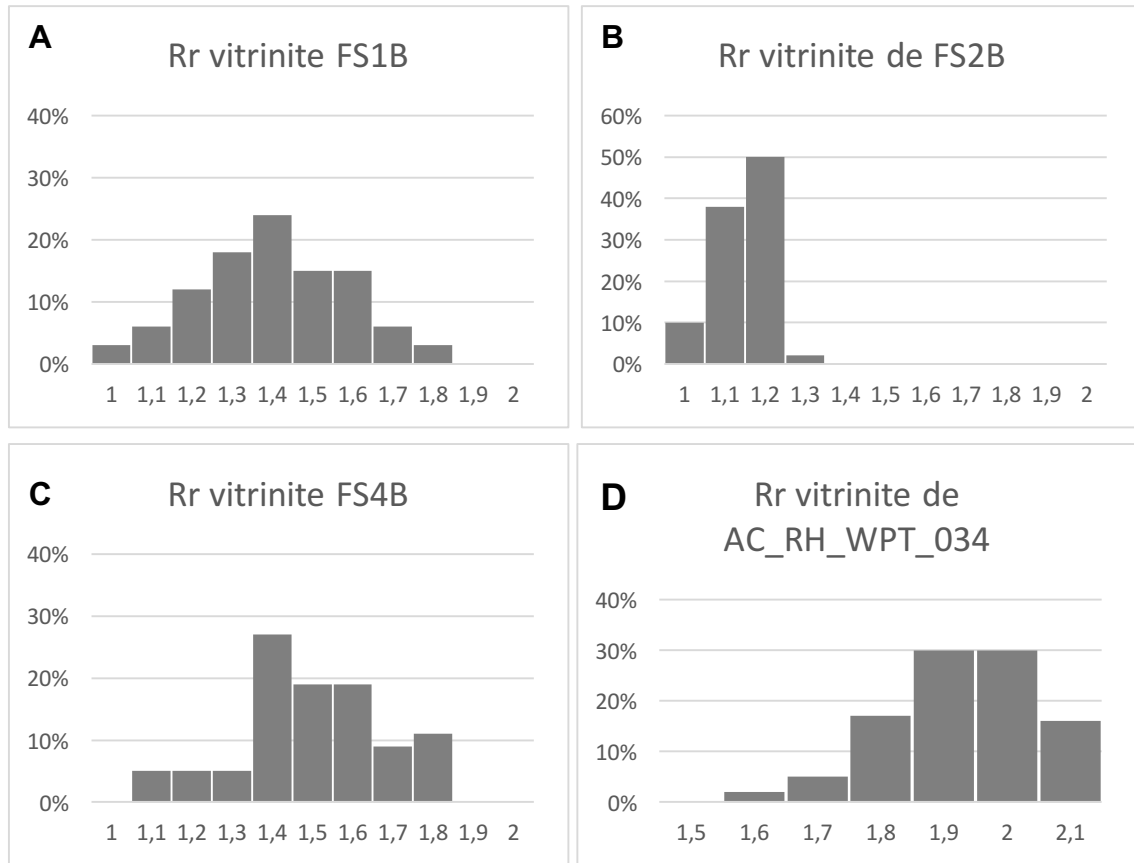 A
Rr vitrinite FS1B
40%
30%
20%
10%
0%
1 1,1 1,2 1,3 1,4 1,5 1,6 1,7 1,8 1,9 2
B
Rr vitrinite de FS2B
60%
50%
40%
30%
20%
10%
0%
1 1,1 1,2 1,3 1,4 1,5 1,6 1,7 1,8 1,9 2
C
Rr vitrinite FS4B
40%
30%
20%
10%
0%
1 1,1 1,2 1,3 1,4 1,5 1,6 1,7 1,8 1,9 2
D
Rr vitrinite de
AC_RH_WPT_034
40%
30%
20%
10%
0%
1,5 1,6 1,7 1,8 1,9 2 2,1